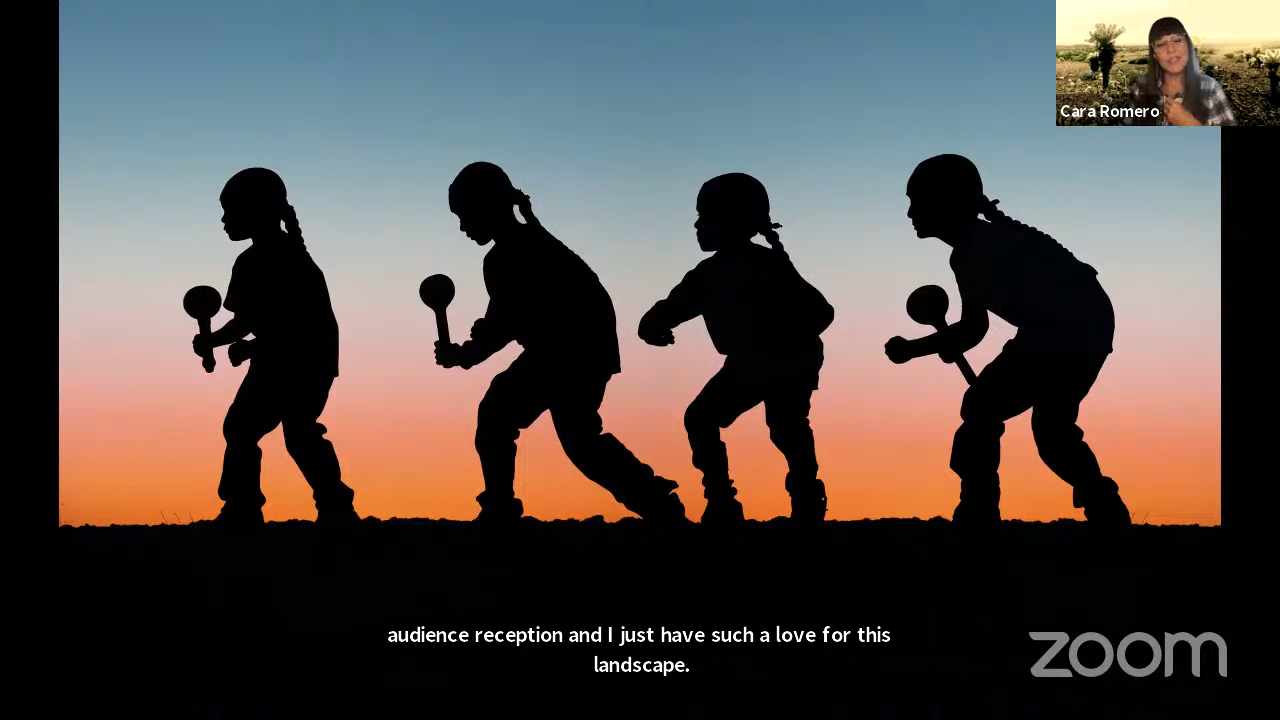 Cara Romero
audience reception and I just have such a love for this
landscape.
zoom